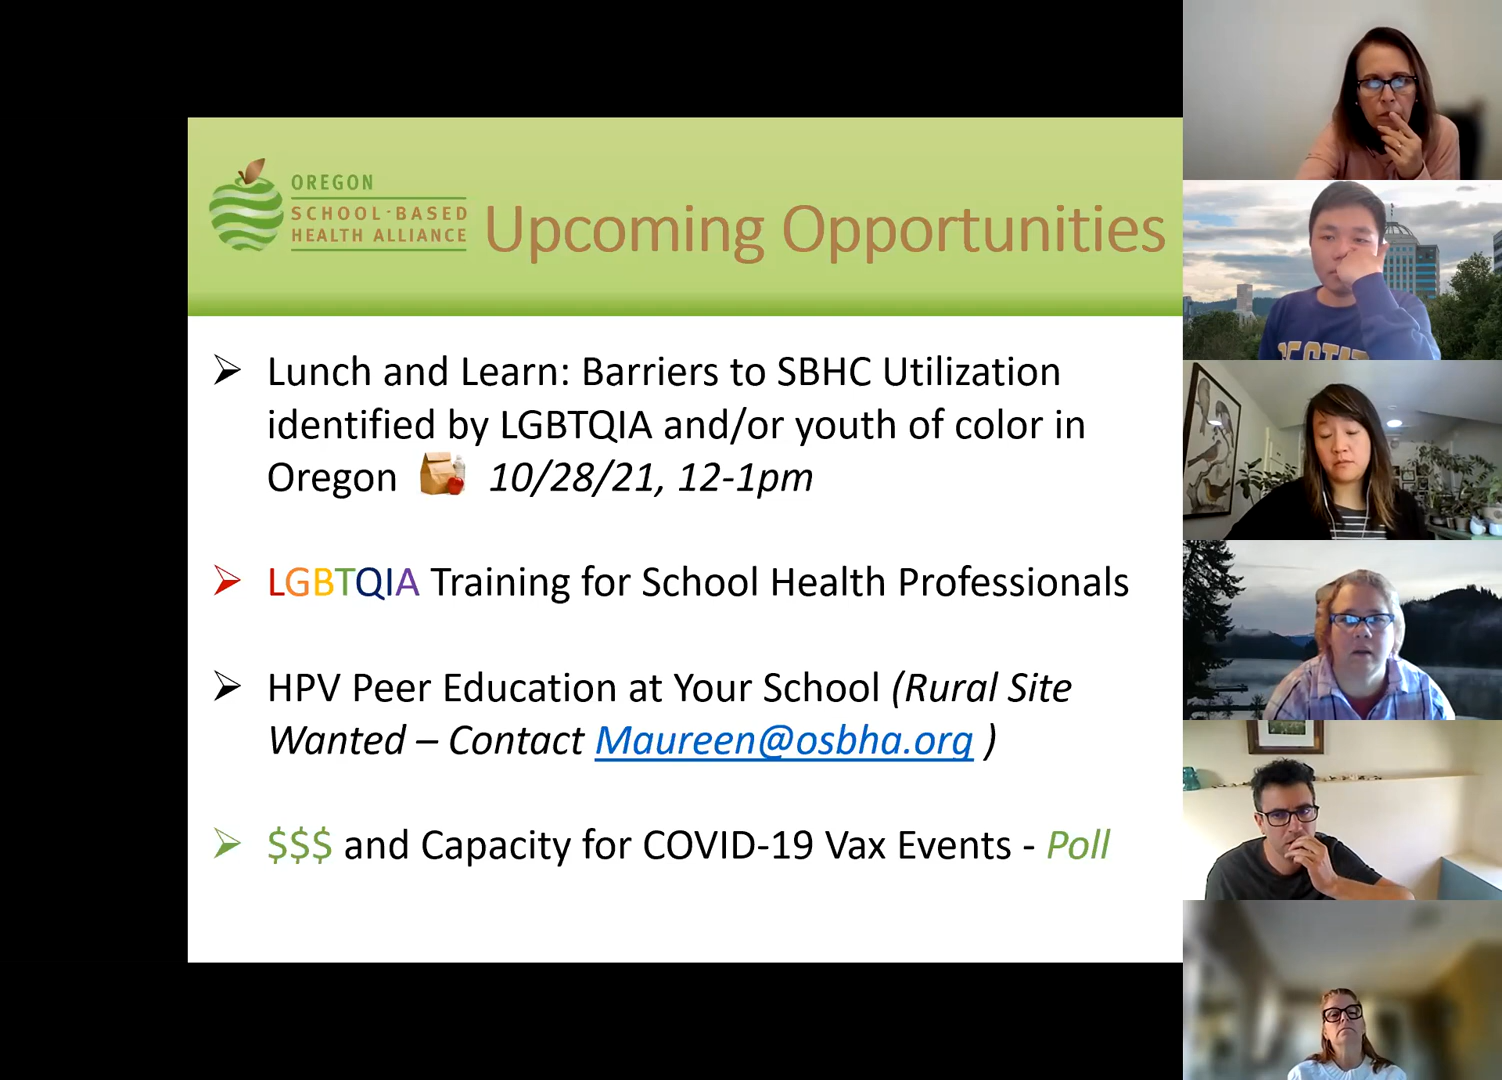 OREGON
SCHOOL-BASED
HEALTH ALLIANCE
Upcoming Opportunities
Lunch and Learn: Barriers to SBHC Utilization
identified by LGBTQIA and/or youth of color in
Oregon 10/28/21, 12-1pm
LGBTQIA Training for School Health Professionals
HPV Peer Education at Your School (Rural Site
Wanted – Contact Maureen@osbha.org )
$$$ and Capacity for COVID-19 Vax Events - Poll